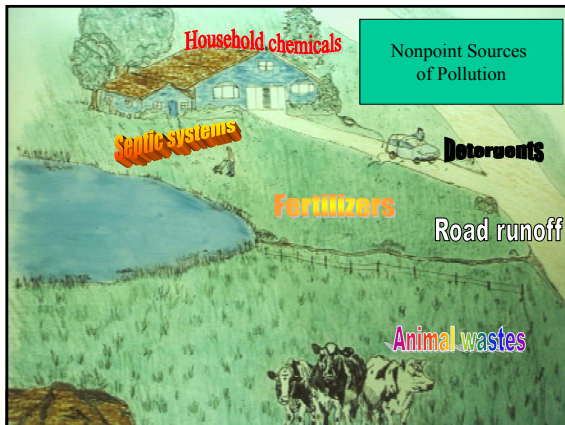 Household chemicals
Nonpoint Sources
of Pollution
Septic systems
Detergents
Fertilizers
Road runoff
Animal wastes